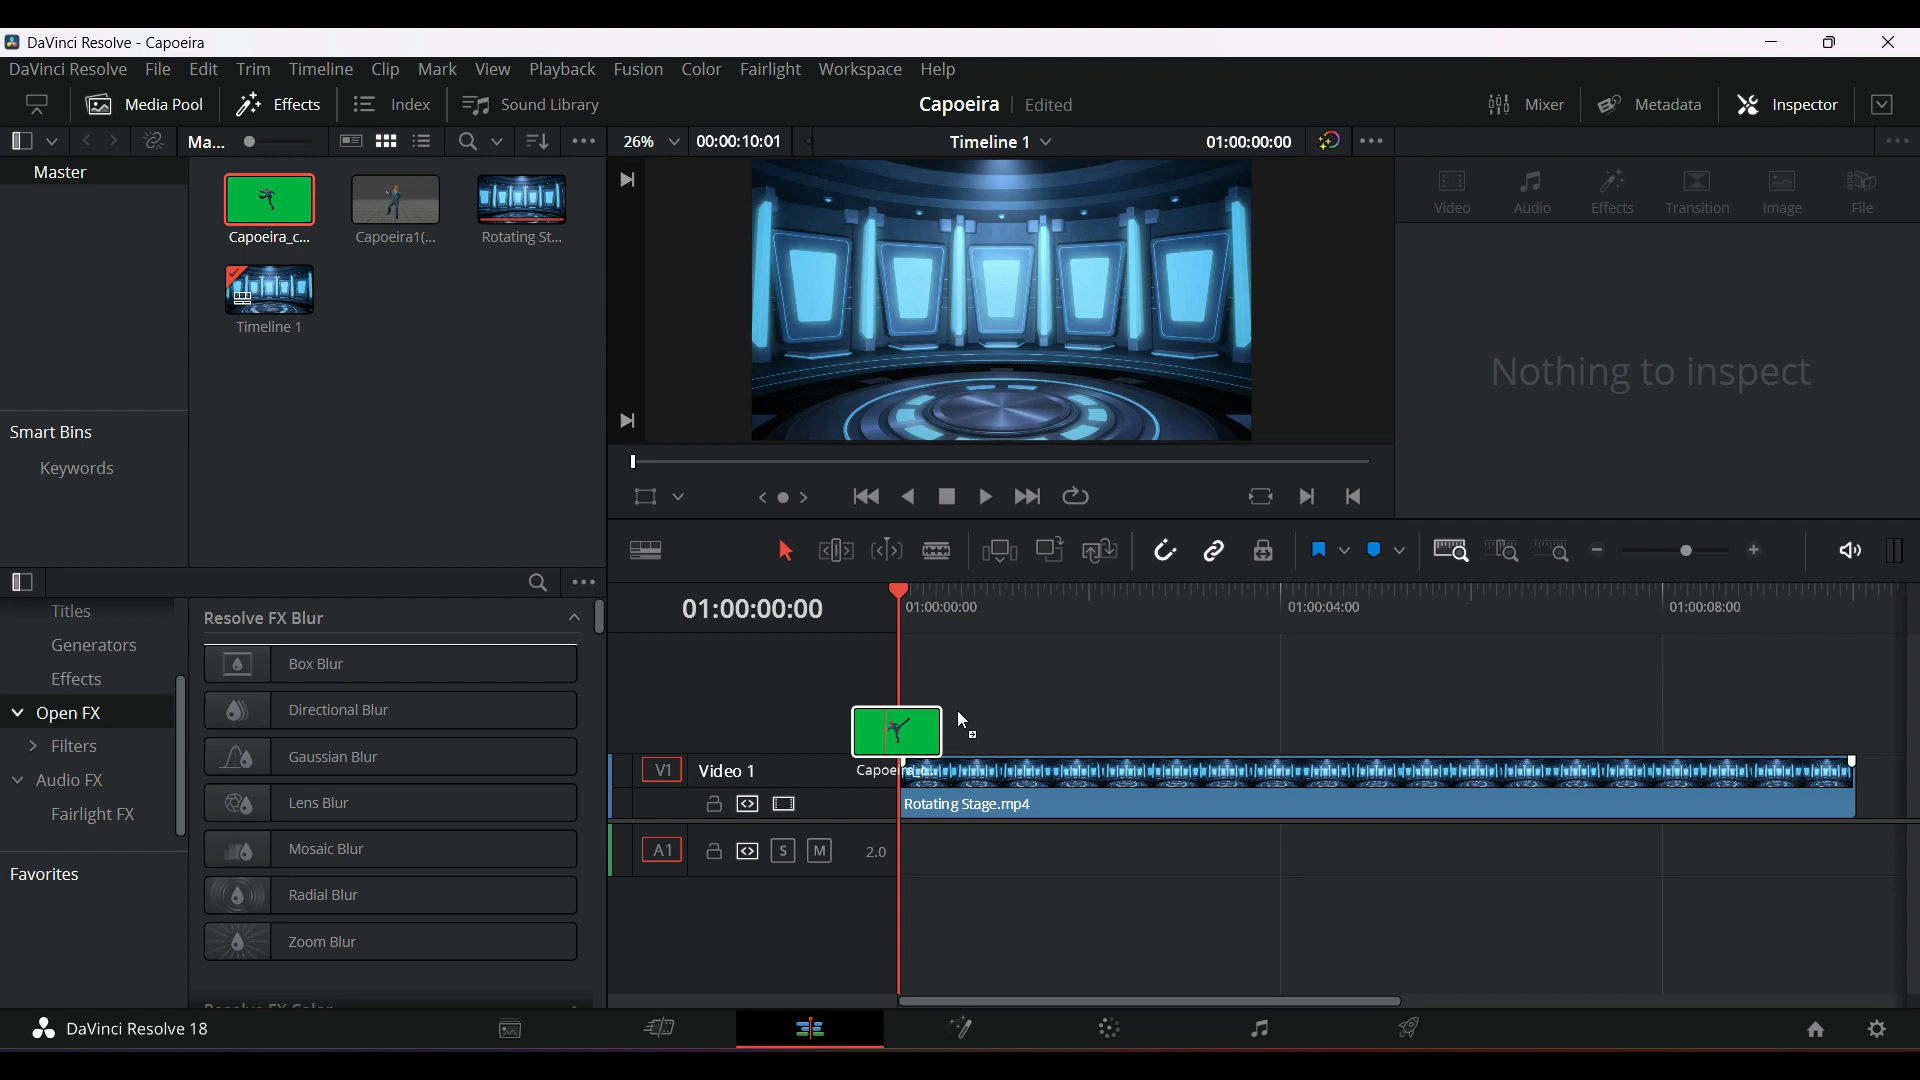 DaVinci Resolve - Capoeira
DaVinci Resolve File Edit Trim Timeline Clip Mark View Playback Fusion Color Fairlight Workspace Help
Media Pool Effects Index Sound Library Capoeira Edited Mixer Metadata Inspector
Ma... 26% 00:00:10:01 Timeline 1 01:00:00:00
Master
Capoeira_c... Capoeira1(... Rotating St...
Timeline 1
Video Audio Effects Transition Image File
Nothing to inspect
Smart Bins
Keywords
Titles
Generators
Effects
Open FX
Filters
Audio FX
Fairlight FX
Favorites
Resolve FX Blur
Box Blur
Directional Blur
Gaussian Blur
Lens Blur
Mosaic Blur
Radial Blur
Zoom Blur
01:00:00:00 01:00:00:00 01:00:04:00 01:00:08:00
V1 Video 1
Rotating Stage.mp4
A1 S M 2.0
DaVinci Resolve 18